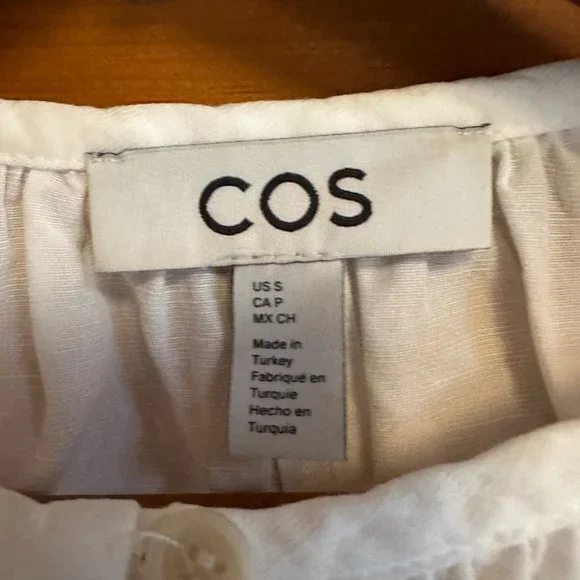 COS
US S
CA P
MX CH
Made in
Turkey
Fabriqué en
Turquie
Hecho en
Turquia